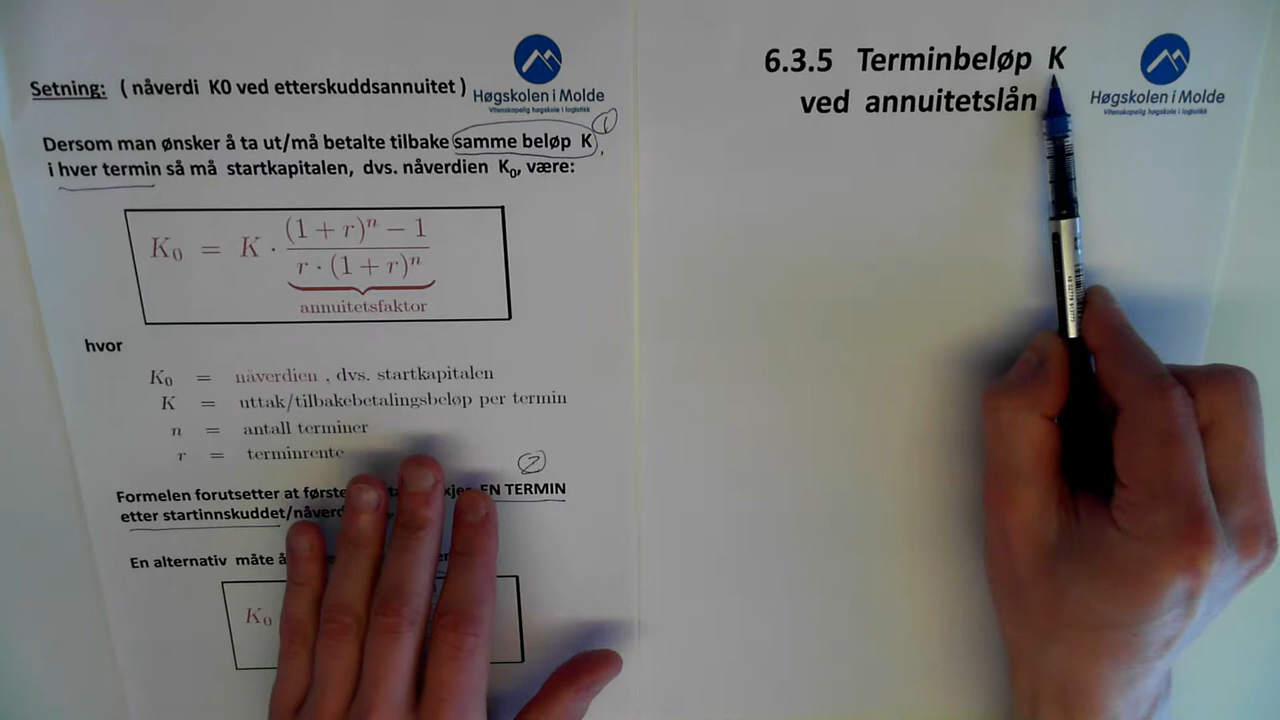 Setning: ( nåverdi K0 ved etterskuddsannuitet )
Høgskolen i Molde
Vitenskapelig høgskole i logistikk
Dersom man ønsker å ta ut/må betalte tilbake samme beløp K ,
1
i hver termin så må startkapitalen, dvs. nåverdien K₀, være:
K₀ = K · ((1 + r)ⁿ − 1) / (r · (1 + r)ⁿ)
annuitetsfaktor
hvor
K₀ = nåverdien , dvs. startkapitalen
K = uttak/tilbakebetalingsbeløp per termin
n = antall terminer
r = terminrente
2
Formelen forutsetter at første EN TERMIN
etter startinnskuddet/
En alternativ måte
K₀
6.3.5 Terminbeløp K
ved annuitetslån
Høgskolen i Molde
Vitenskapelig høgskole i logistikk